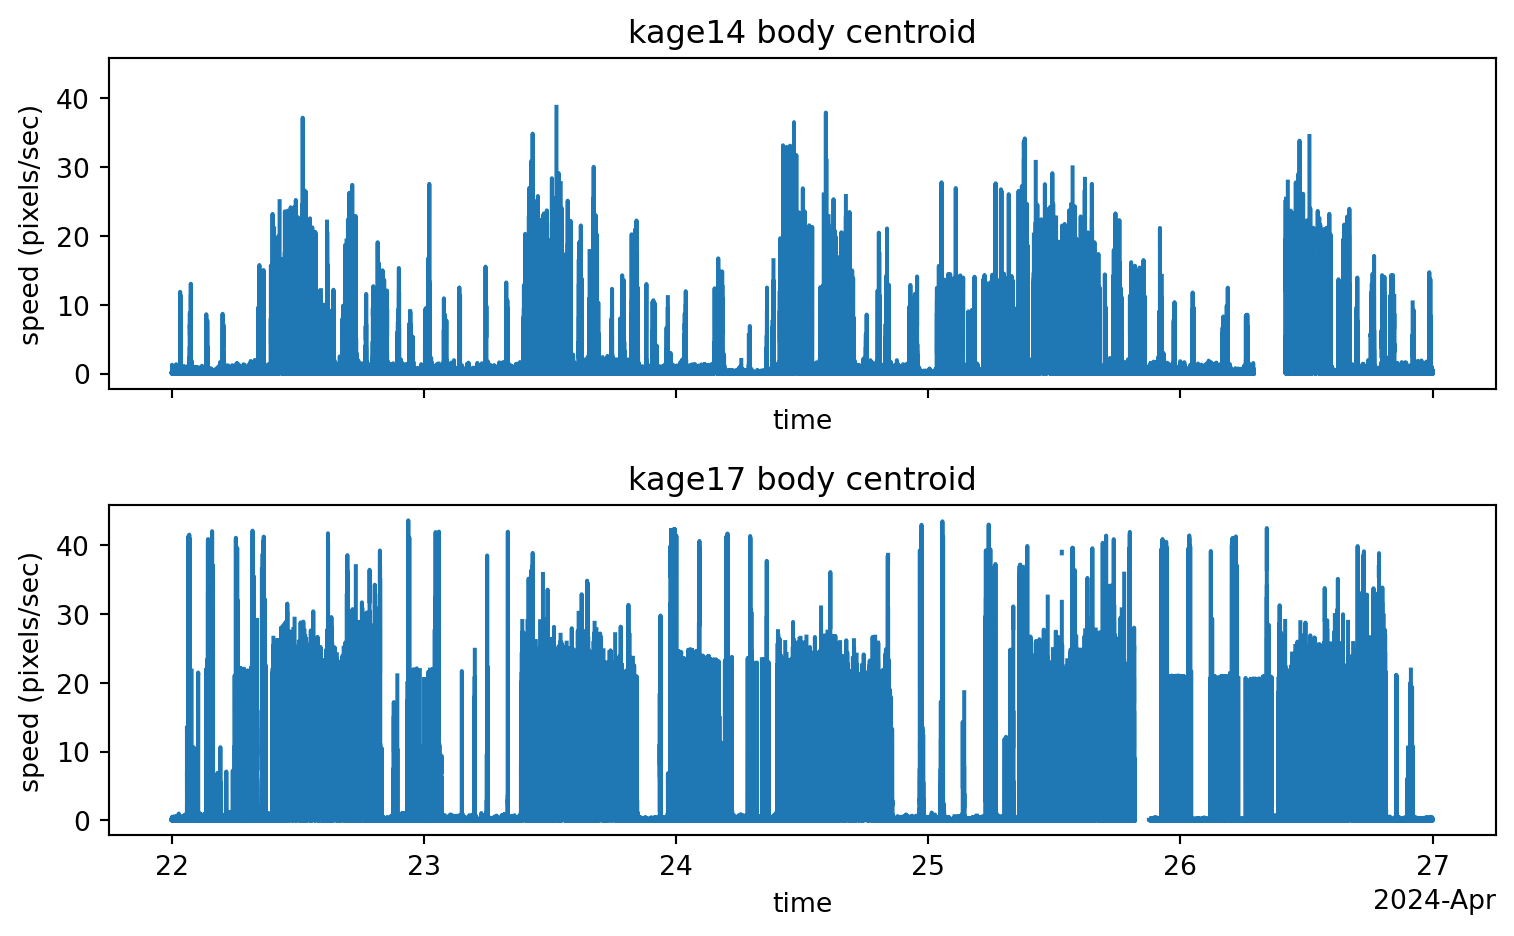 kage14 body centroid
speed (pixels/sec)
40
30
20
10
0
time
kage17 body centroid
speed (pixels/sec)
40
30
20
10
0
22 23 24 25 26 27
time
2024-Apr